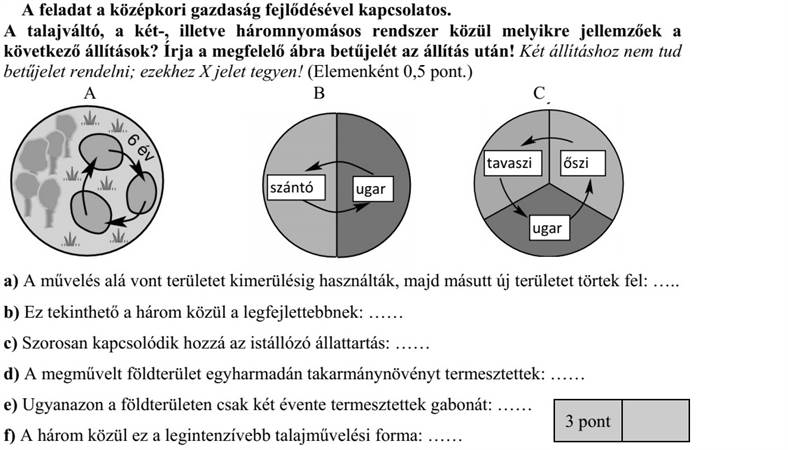 A feladat a középkori gazdaság fejlődésével kapcsolatos.
A talajváltó, a két-, illetve háromnyomásos rendszer közül melyikre jellemzőek a
következő állítások? Írja a megfelelő ábra betűjelét az állítás után! Két állításhoz nem tud
betűjelet rendelni; ezekhez X jelet tegyen! (Elemenként 0,5 pont.)
A
B
C
6 év
szántó
ugar
tavaszi
őszi
ugar
a) A művelés alá vont területet kimerülésig használták, majd másutt új területet törtek fel: …..
b) Ez tekinthető a három közül a legfejlettebbnek: ……
c) Szorosan kapcsolódik hozzá az istállózó állattartás: ……
d) A megművelt földterület egyharmadán takarmánynövényt termesztettek: ……
e) Ugyanazon a földterületen csak két évente termesztettek gabonát: ……
f) A három közül ez a legintenzívebb talajművelési forma: ……
3 pont